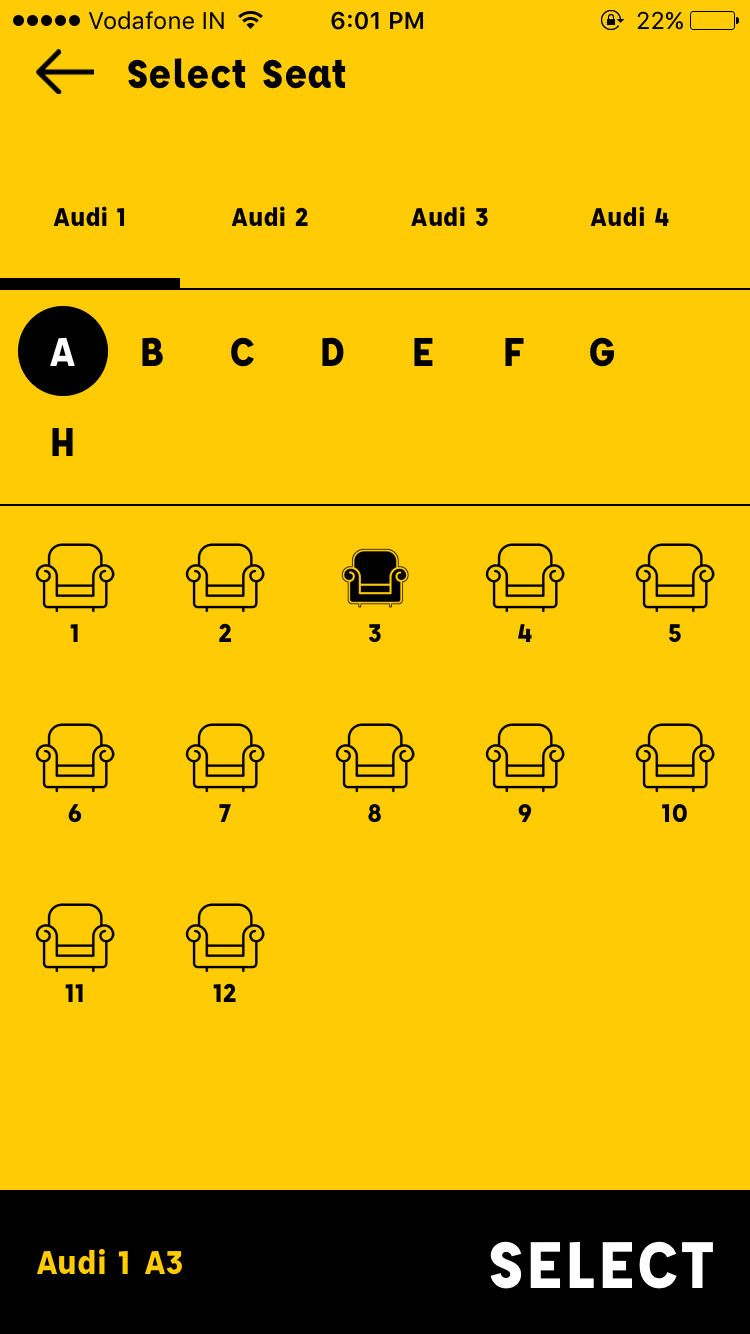 Vodafone IN 6:01 PM 22%
Select Seat
Audi 1 Audi 2 Audi 3 Audi 4
A B C D E F G
H
1 2 3 4 5
6 7 8 9 10
11 12
Audi 1 A3 SELECT